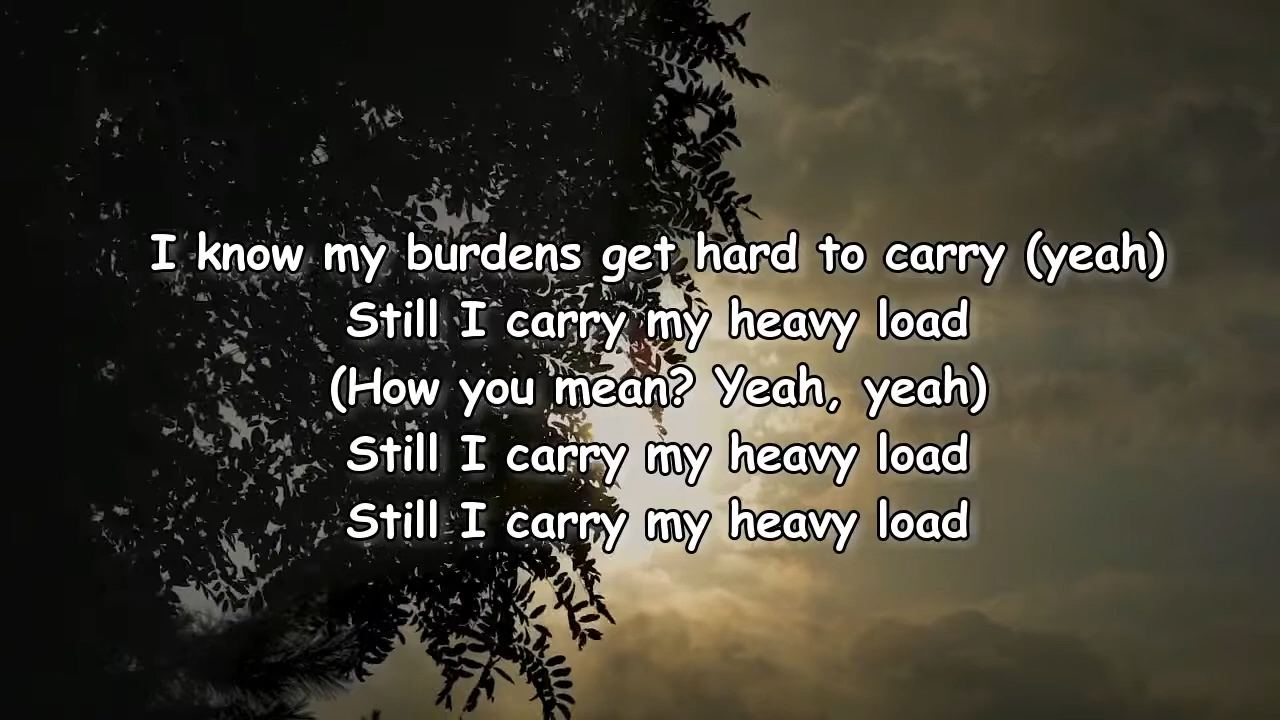 I know my burdens get hard to carry (yeah)
Still I carry my heavy load
(How you mean? Yeah, yeah)
Still I carry my heavy load
Still I carry my heavy load